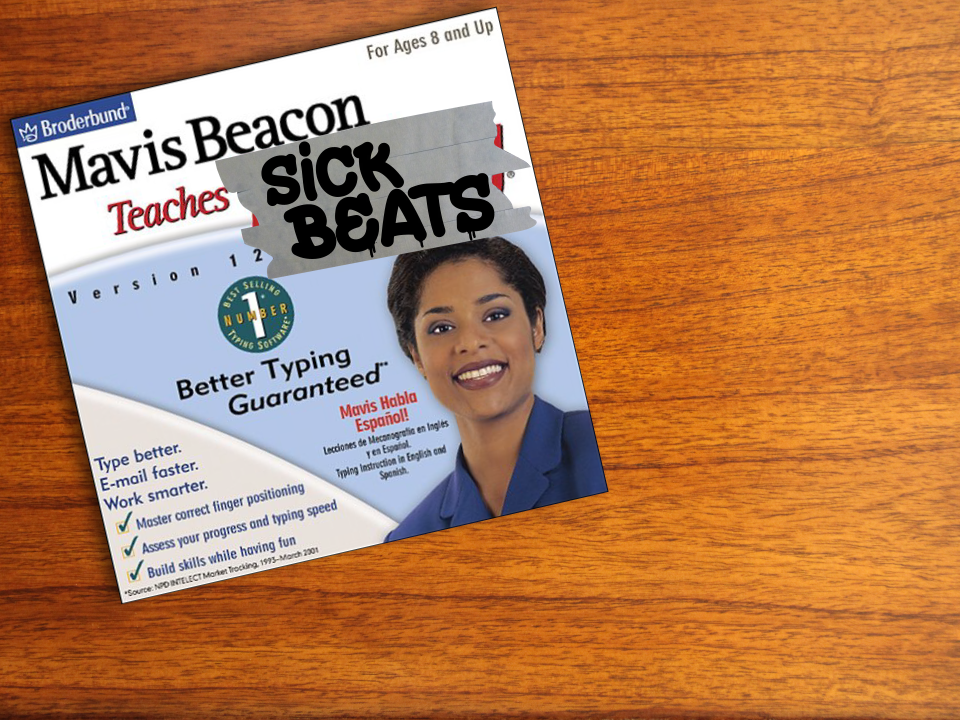 For Ages 8 and Up
Broderbund®
Mavis Beacon
Teaches
SiCK
BEATS
®
Version 12
BEST SELLING
NUMBER
1
TYPING SOFTWARE
Better Typing
Guaranteed**
Mavis Habla
Español!
Lecciones de Mecanografía en Inglés
y en Español.
Typing Instruction in English and
Spanish.
Type better.
E-mail faster.
Work smarter.
Master correct finger positioning
Assess your progress and typing speed
Build skills while having fun
*Source: NPD INTELECT Market Tracking, 1995-March 2001